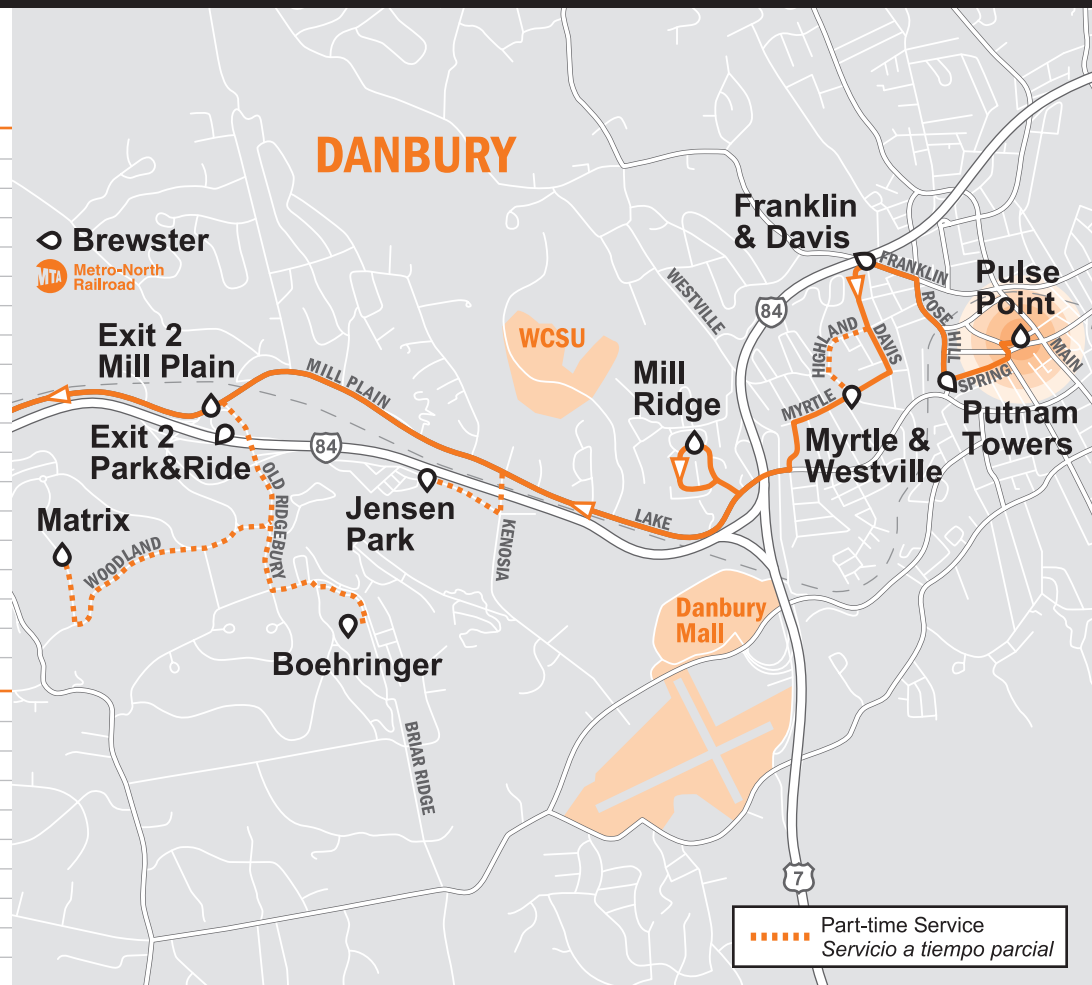 DANBURY
Franklin
& Davis
Brewster
MTA
Metro-North
Railroad
FRANKLIN
Pulse
Point
WESTVILLE
ROSE HILL
84
Exit 2
Mill Plain
WCSU
HIGHLAND
DAVIS
MAIN
MILL PLAIN
Mill
Ridge
SPRING
MYRTLE
Putnam
Towers
Exit 2
Park&Ride
84
Myrtle &
Westville
OLD RIDGEBURY
Jensen
Park
LAKE
Matrix
WOODLAND
KENOSIA
Danbury
Mall
Boehringer
BRIAR RIDGE
7
Part-time Service
Servicio a tiempo parcial